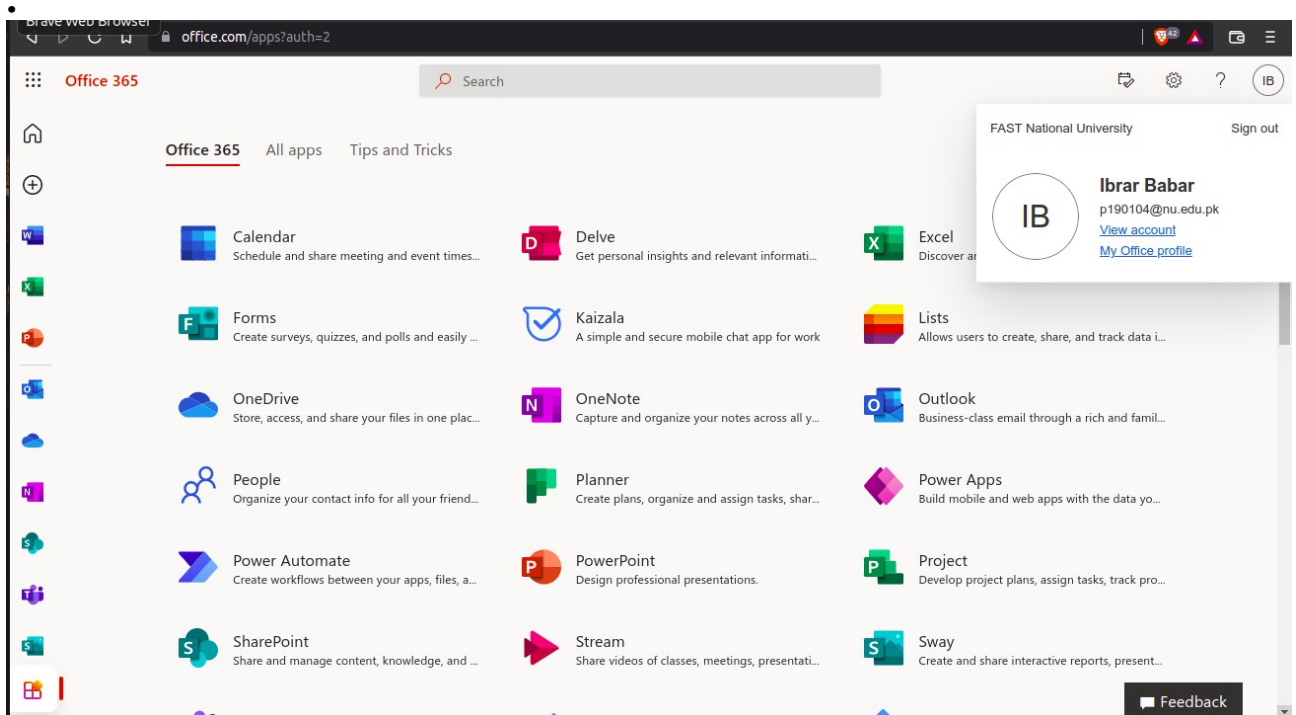 Brave Web Browser
office.com/apps?auth=2
42
Office 365
Search
IB
FAST National University
Sign out
IB
Ibrar Babar
p190104@nu.edu.pk
View account
My Office profile
Office 365
All apps
Tips and Tricks
Calendar
Schedule and share meeting and event times...
Delve
Get personal insights and relevant informati...
Excel
Discover
Forms
Create surveys, quizzes, and polls and easily ...
Kaizala
A simple and secure mobile chat app for work
Lists
Allows users to create, share, and track data i...
OneDrive
Store, access, and share your files in one plac...
OneNote
Capture and organize your notes across all y...
Outlook
Business-class email through a rich and famil...
People
Organize your contact info for all your friend...
Planner
Create plans, organize and assign tasks, shar...
Power Apps
Build mobile and web apps with the data yo...
Power Automate
Create workflows between your apps, files, a...
PowerPoint
Design professional presentations.
Project
Develop project plans, assign tasks, track pro...
SharePoint
Share and manage content, knowledge, and ...
Stream
Share videos of classes, meetings, presentati...
Sway
Create and share interactive reports, present...
Feedback